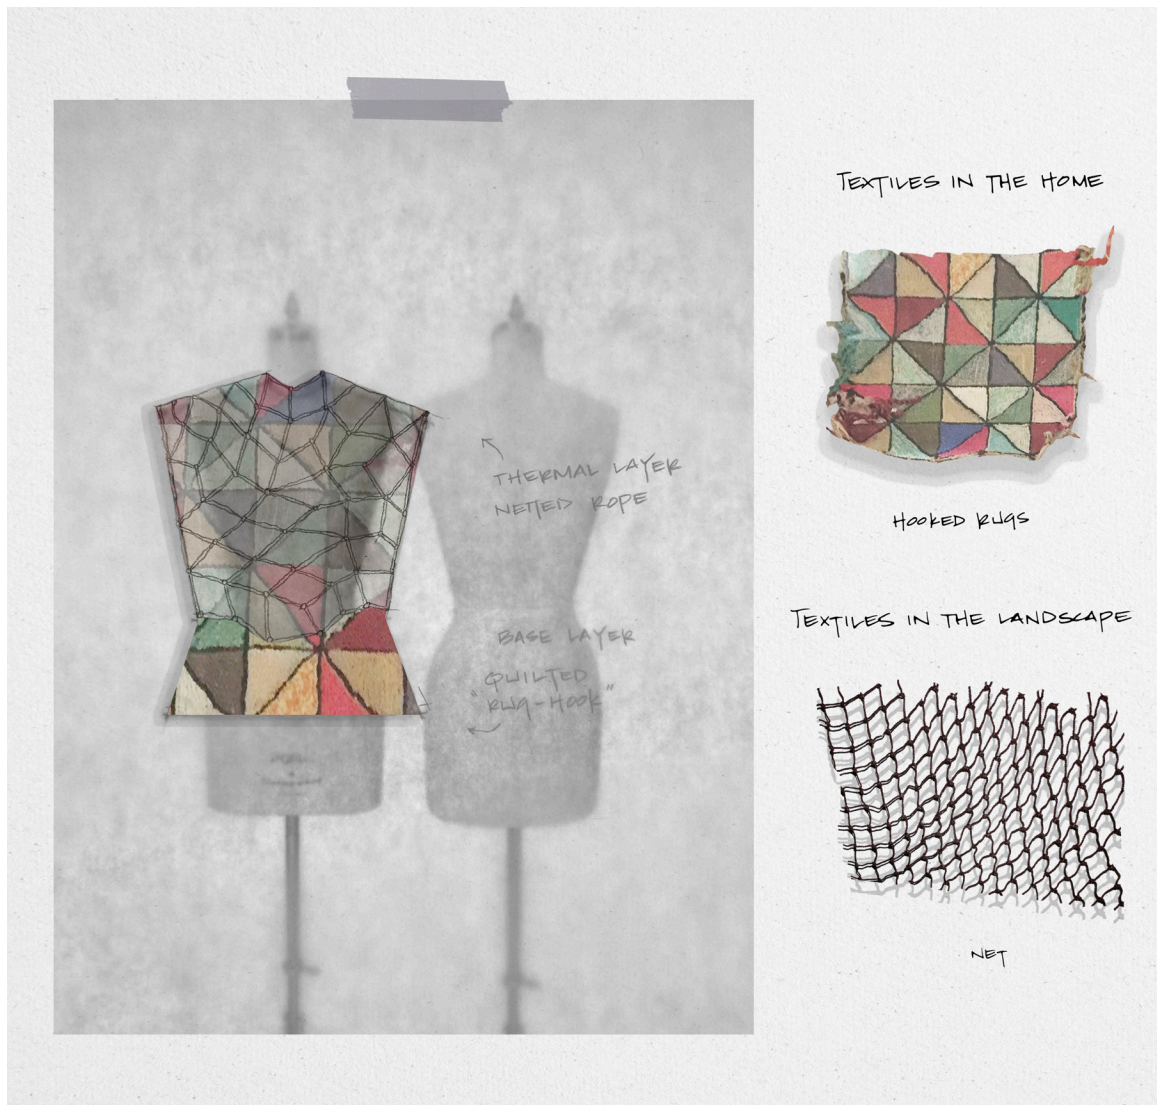 TEXTILES IN THE HOME
THERMAL LAYER
NETTED ROPE
HOOKED RUGS
TEXTILES IN THE LANDSCAPE
BASE LAYER
QUILTED
"RUG-HOOK"
NET